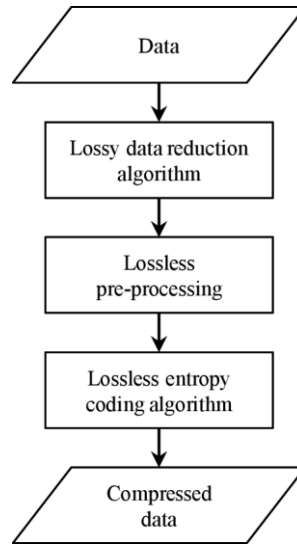 Data
Lossy data reduction
algorithm
Lossless
pre-processing
Lossless entropy
coding algorithm
Compressed
data